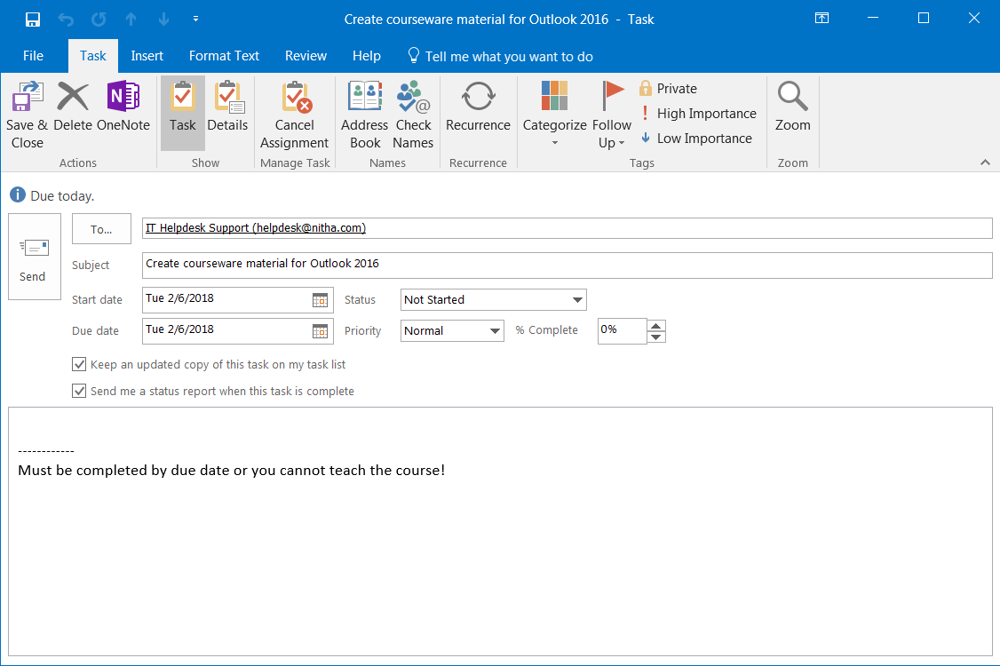 Create courseware material for Outlook 2016 - Task
File Task Insert Format Text Review Help Tell me what you want to do
Save & Close
Delete
OneNote
Actions
Task
Details
Show
Cancel Assignment
Manage Task
Address Book
Check Names
Names
Recurrence
Recurrence
Categorize
Follow Up
Private
High Importance
Low Importance
Tags
Zoom
Zoom
Due today.
Send
To... IT Helpdesk Support (helpdesk@nitha.com)
Subject Create courseware material for Outlook 2016
Start date Tue 2/6/2018 Status Not Started
Due date Tue 2/6/2018 Priority Normal % Complete 0%
Keep an updated copy of this task on my task list
Send me a status report when this task is complete
------------
Must be completed by due date or you cannot teach the course!